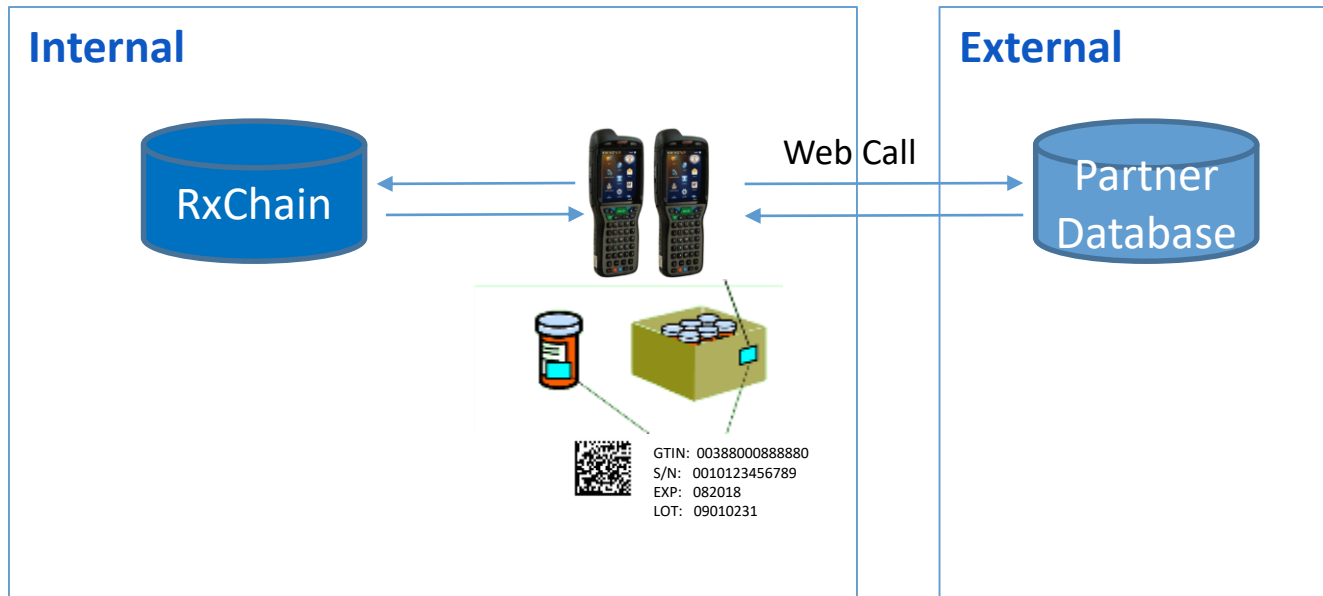 Internal
External
RxChain
Web Call
Partner
Database
GTIN: 00388000888880
S/N: 0010123456789
EXP: 082018
LOT: 09010231